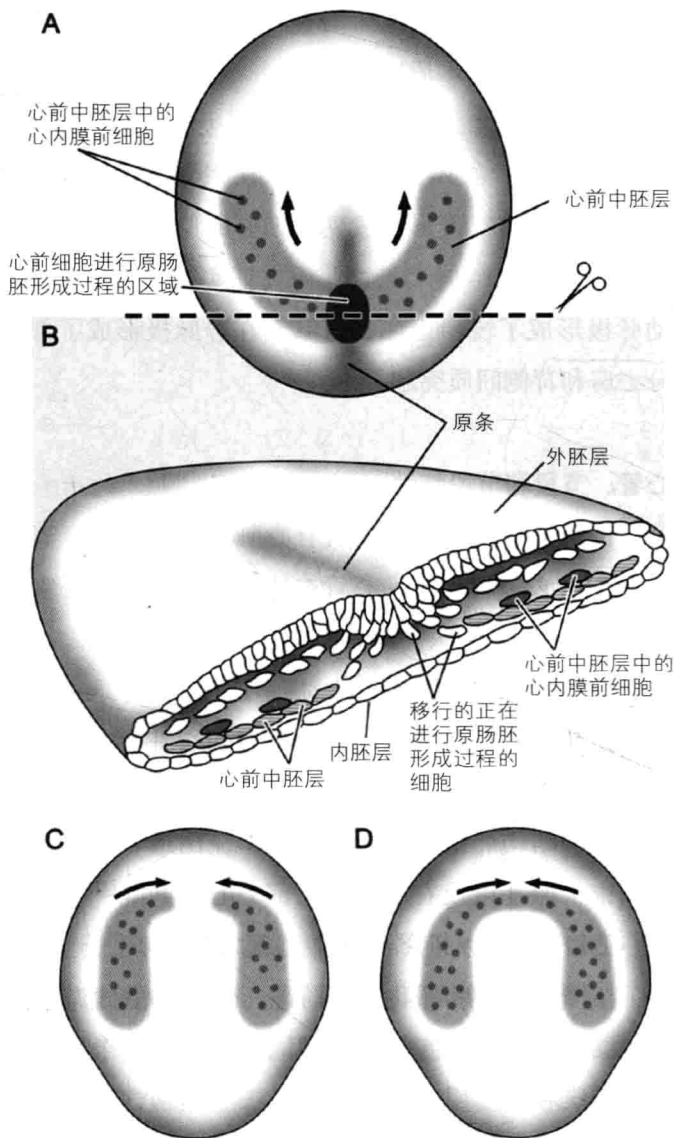 A
心前中胚层中的
心内膜前细胞
心前中胚层
心前细胞进行原肠
胚形成过程的区域
B
原条
外胚层
心前中胚层中的
心内膜前细胞
移行的正在
进行原肠胚
形成过程的
细胞
内胚层
心前中胚层
C
D